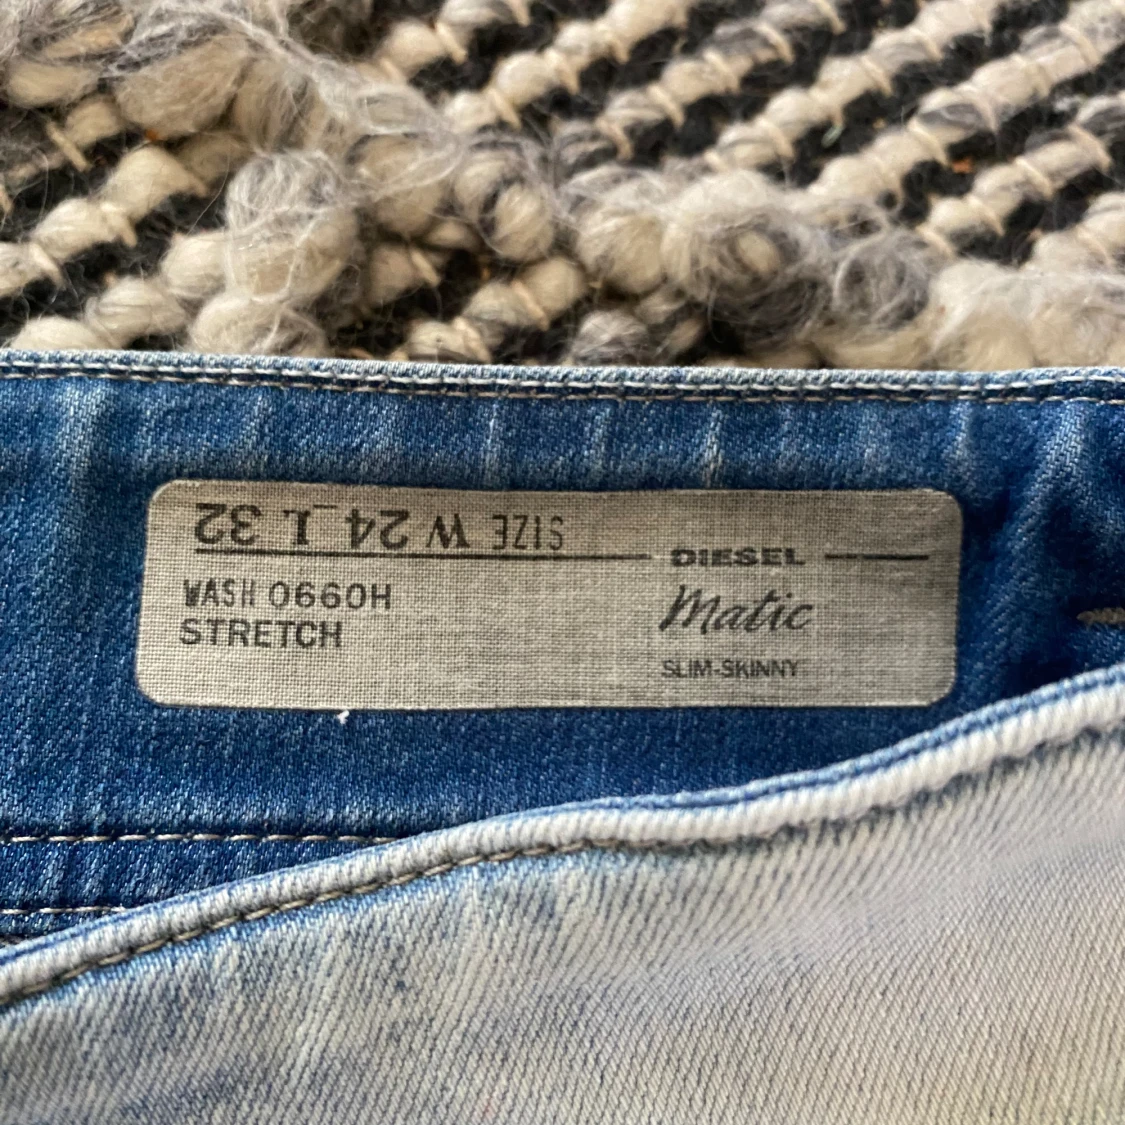 SIZE W 24 L 32
DIESEL
WASH 0660H
Matic
STRETCH
SLIM-SKINNY